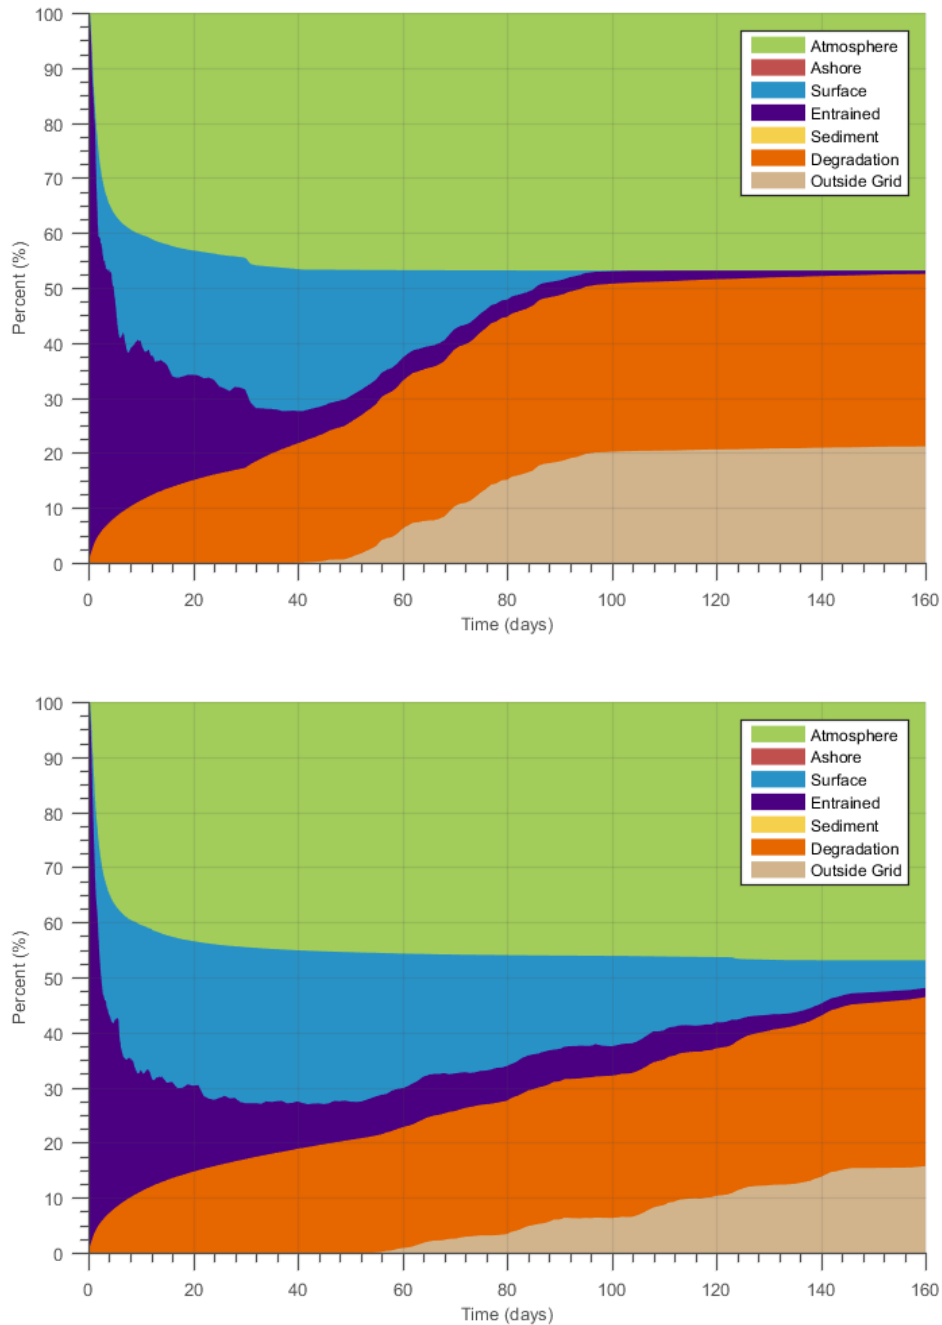 100
90
80
70
60
50
40
30
20
10
0
Percent (%)
Atmosphere
Ashore
Surface
Entrained
Sediment
Degradation
Outside Grid
0 20 40 60 80 100 120 140 160
Time (days)
100
90
80
70
60
50
40
30
20
10
0
Percent (%)
Atmosphere
Ashore
Surface
Entrained
Sediment
Degradation
Outside Grid
0 20 40 60 80 100 120 140 160
Time (days)